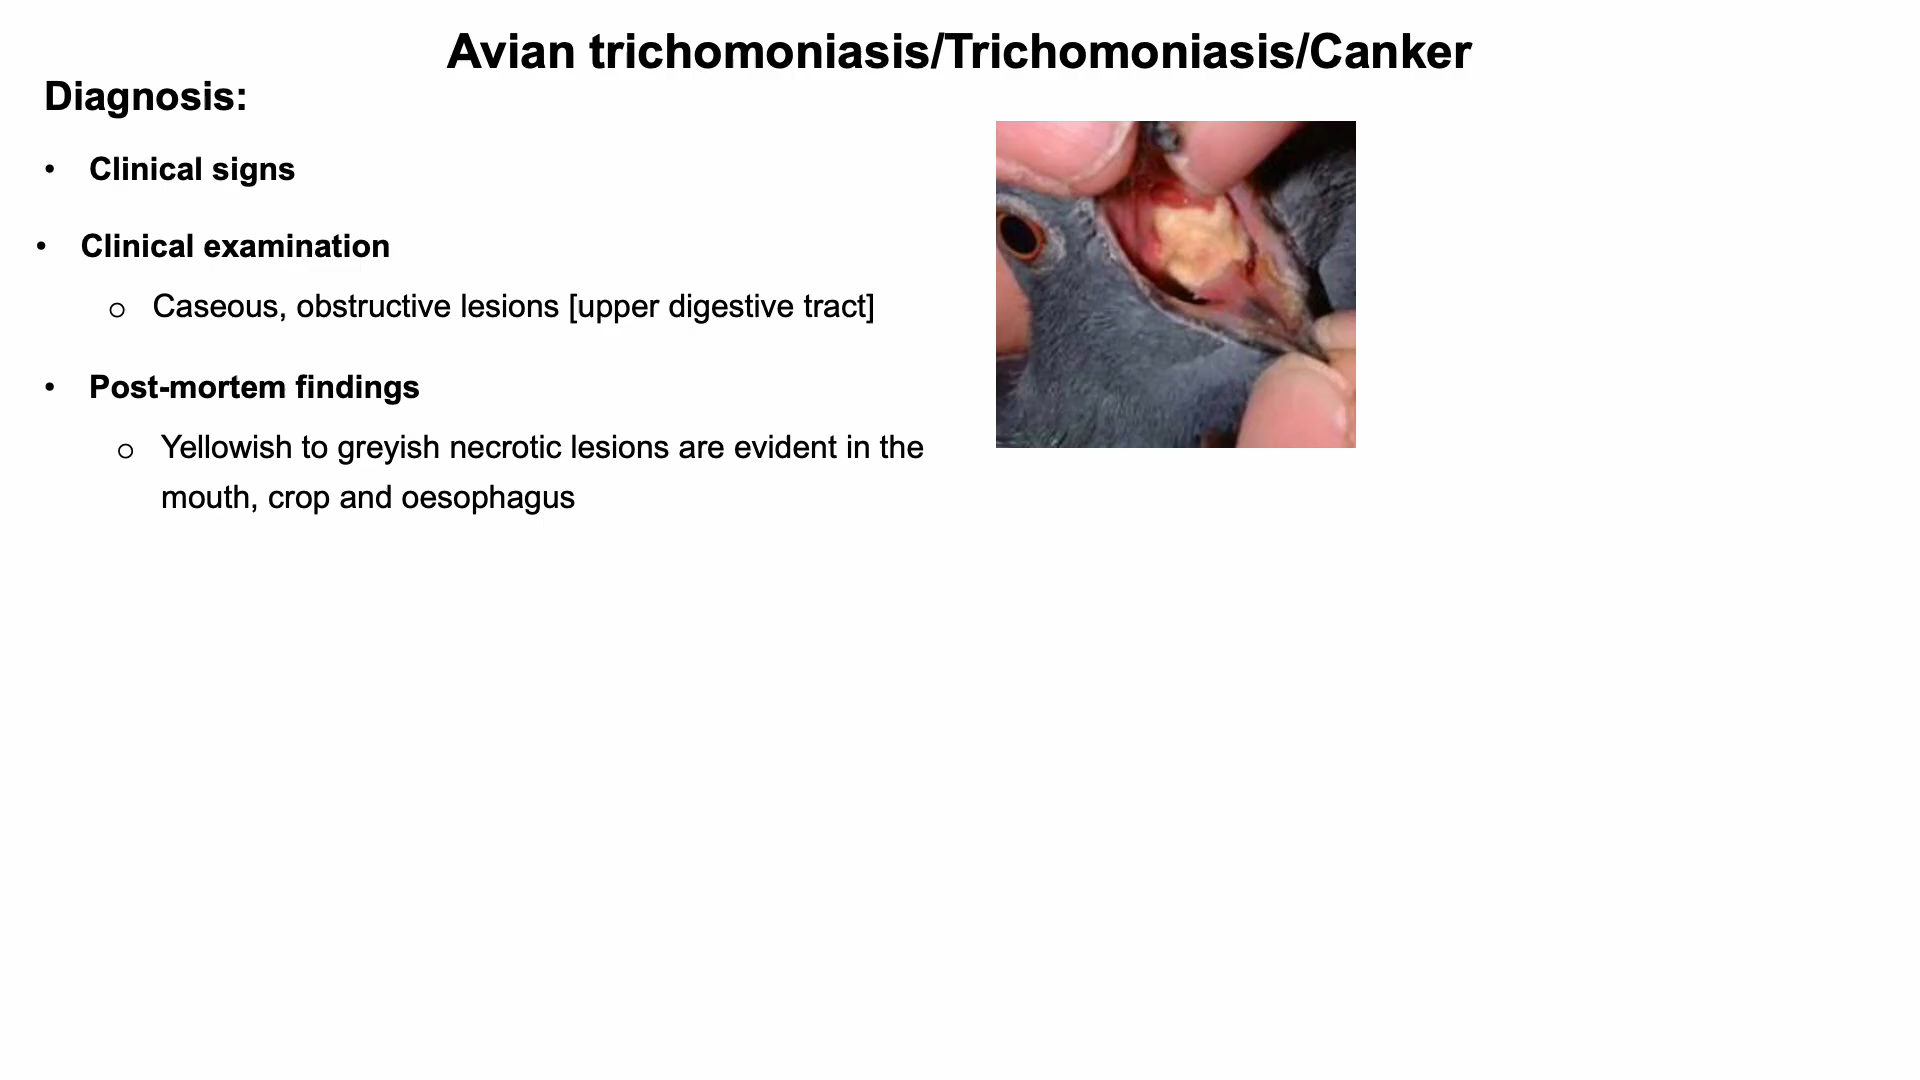 Avian trichomoniasis/Trichomoniasis/Canker
Diagnosis:
• Clinical signs
• Clinical examination
o Caseous, obstructive lesions [upper digestive tract]
• Post-mortem findings
o Yellowish to greyish necrotic lesions are evident in the
mouth, crop and oesophagus